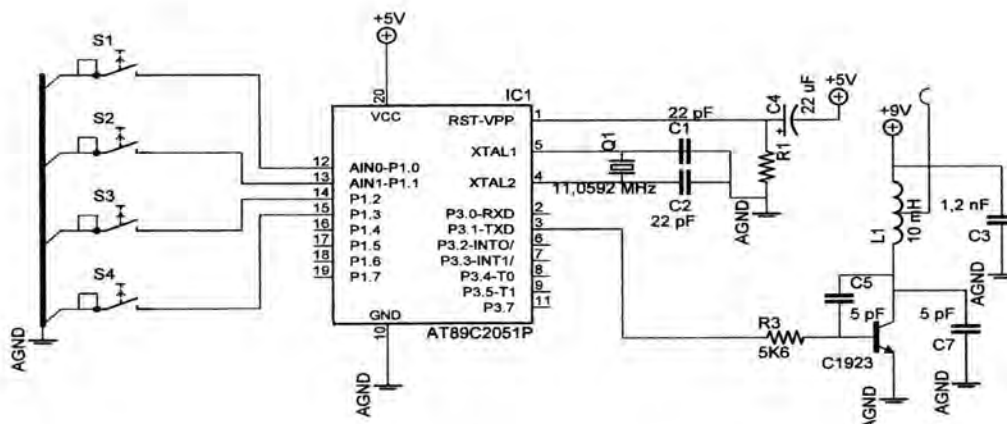 +5V
S1
S2
S3
S4
AGND
20
VCC
IC1
RST-VPP
1
XTAL1
5
XTAL2
4
12
AIN0-P1.0
13
AIN1-P1.1
14
P1.2
15
P1.3
16
P1.4
17
P1.5
18
P1.6
19
P1.7
P3.0-RXD
2
P3.1-TXD
3
P3.2-INTO/
6
P3.3-INT1/
7
P3.4-T0
8
P3.5-T1
9
P3.7
11
GND
10
AT89C2051P
AGND
22 pF
C1
Q1
11,0592 MHz
C2
22 pF
R1
AGND
C4
+
22 uF
+5V
+9V
L1
10 mH
1,2 nF
C3
AGND
C5
5 pF
R3
5K6
C1923
AGND
5 pF
C7
AGND